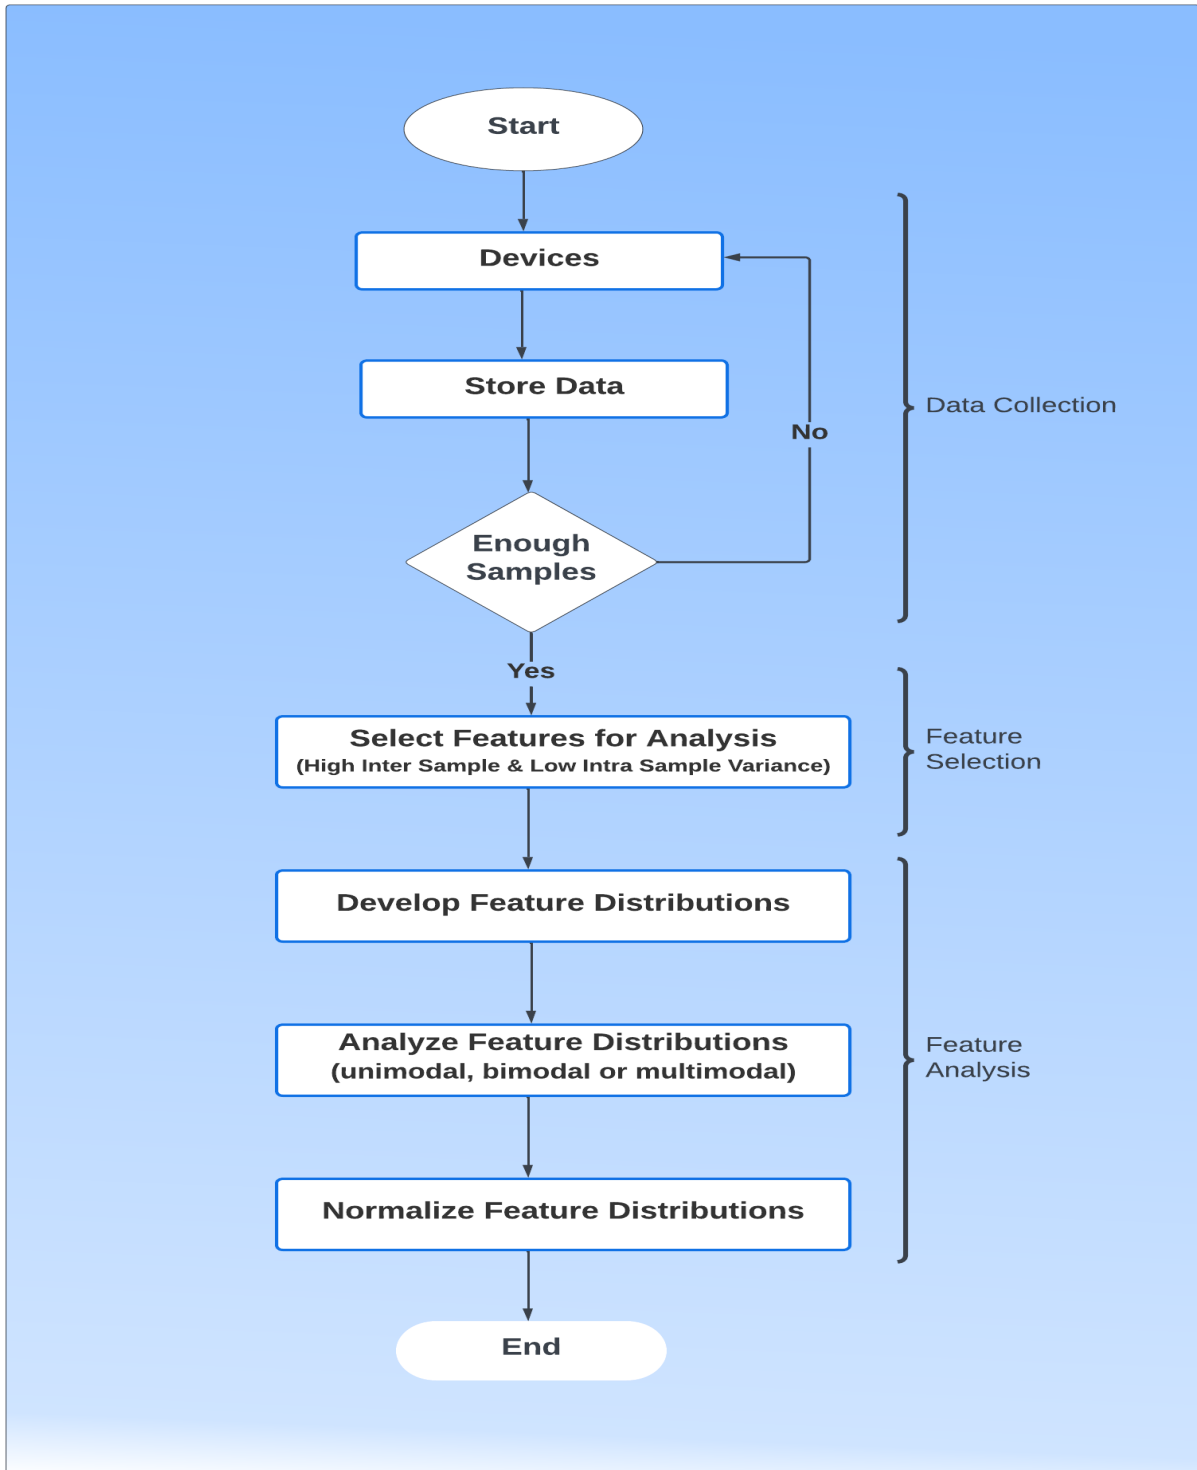 Start
Devices
Store Data
Data Collection
No
Enough
Samples
Yes
Select Features for Analysis
(High Inter Sample & Low Intra Sample Variance)
Feature
Selection
Develop Feature Distributions
Analyze Feature Distributions
(unimodal, bimodal or multimodal)
Feature
Analysis
Normalize Feature Distributions
End